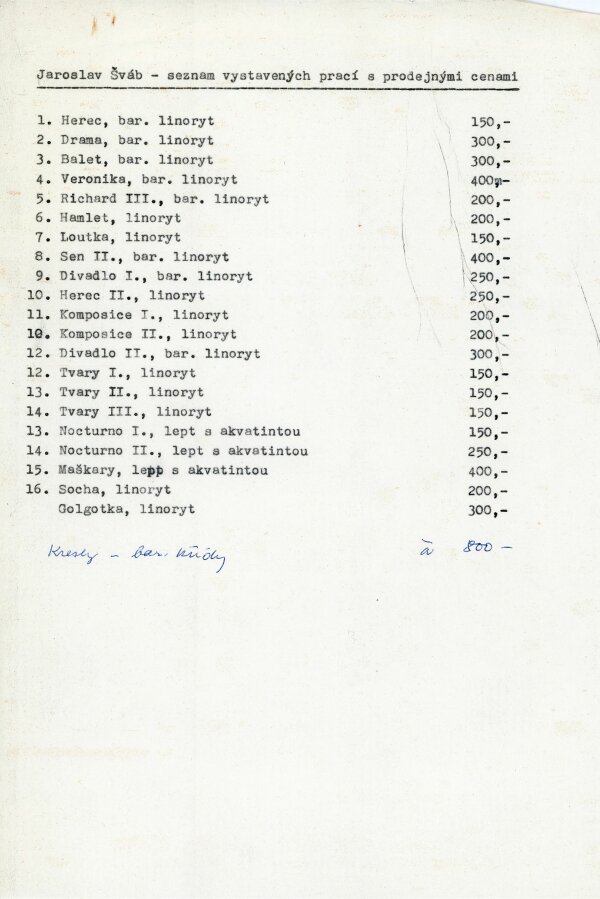 Jaroslav Šváb - seznam vystavených prací s prodejnými cenami
1. Herec, bar. linoryt 150,-
2. Drama, bar. linoryt 300,-
3. Balet, bar. linoryt 300,-
4. Veronika, bar. linoryt 400,-
5. Richard III., bar. linoryt 200,-
6. Hamlet, linoryt 200,-
7. Loutka, linoryt 150,-
8. Sen II., bar. linoryt 400,-
9. Divadlo I., bar. linoryt 250,-
10. Herec II., linoryt 250,-
11. Komposice I., linoryt 200,-
10. Komposice II., linoryt 200,-
12. Divadlo II., bar. linoryt 300,-
12. Tvary I., linoryt 150,-
13. Tvary II., linoryt 150,-
14. Tvary III., linoryt 150,-
13. Nocturno I., lept s akvatintou 150,-
14. Nocturno II., lept s akvatintou 250,-
15. Maškary, lepp s akvatintou 400,-
16. Socha, linoryt 200,-
Golgotka, linoryt 300,-
Kresby - bar. křídy à 800 -